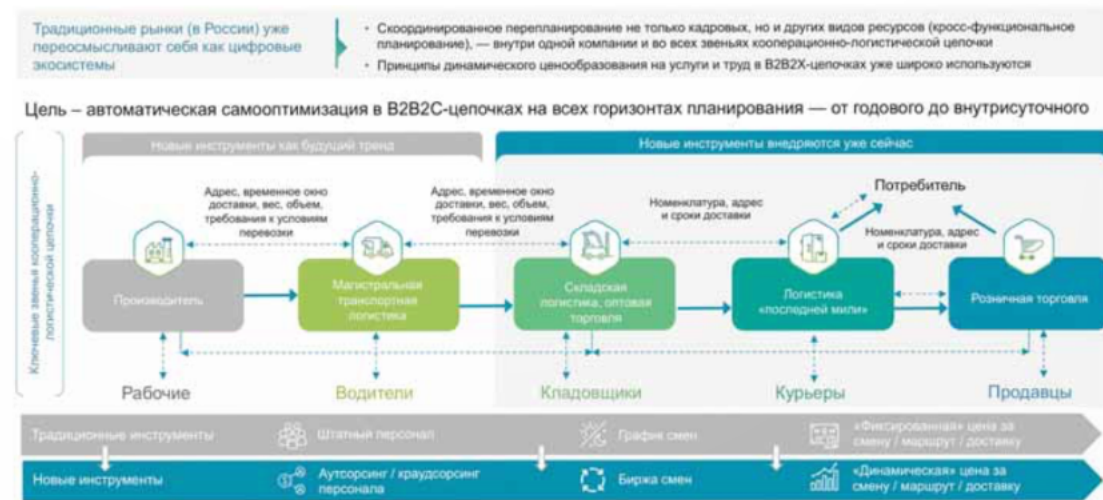 Традиционные рынки (в России) уже
переосмысливают себя как цифровые
экосистемы
• Скоординированное перепланирование не только кадровых, но и других видов ресурсов (кросс-функциональное
планирование), — внутри одной компании и во всех звеньях кооперационно-логистической цепочки
• Принципы динамического ценообразования на услуги и труд в B2B2X-цепочках уже широко используются
Цель – автоматическая самооптимизация в B2B2C-цепочках на всех горизонтах планирования — от годового до внутрисуточного
Ключевые звенья кооперационно-
логистической цепочки
Новые инструменты как будущий тренд
Новые инструменты внедряются уже сейчас
Адрес, временное окно
доставки, вес, объем,
требования к условиям
перевозки
Адрес, временное окно
доставки, вес, объем,
требования к условиям
перевозки
Номенклатура, адрес
и сроки доставки
Потребитель
Номенклатура, адрес
и сроки доставки
Производитель
Магистральная
транспортная
логистика
Складская
логистика, оптовая
торговля
Логистика
«последней мили»
Розничная торговля
Рабочие
Водители
Кладовщики
Курьеры
Продавцы
Традиционные инструменты
Штатный персонал
График смен
«Фиксированная» цена за
смену / маршрут / доставку
Новые инструменты
Аутсорсинг / краудсорсинг
персонала
Биржа смен
«Динамическая» цена за
смену / маршрут / доставку